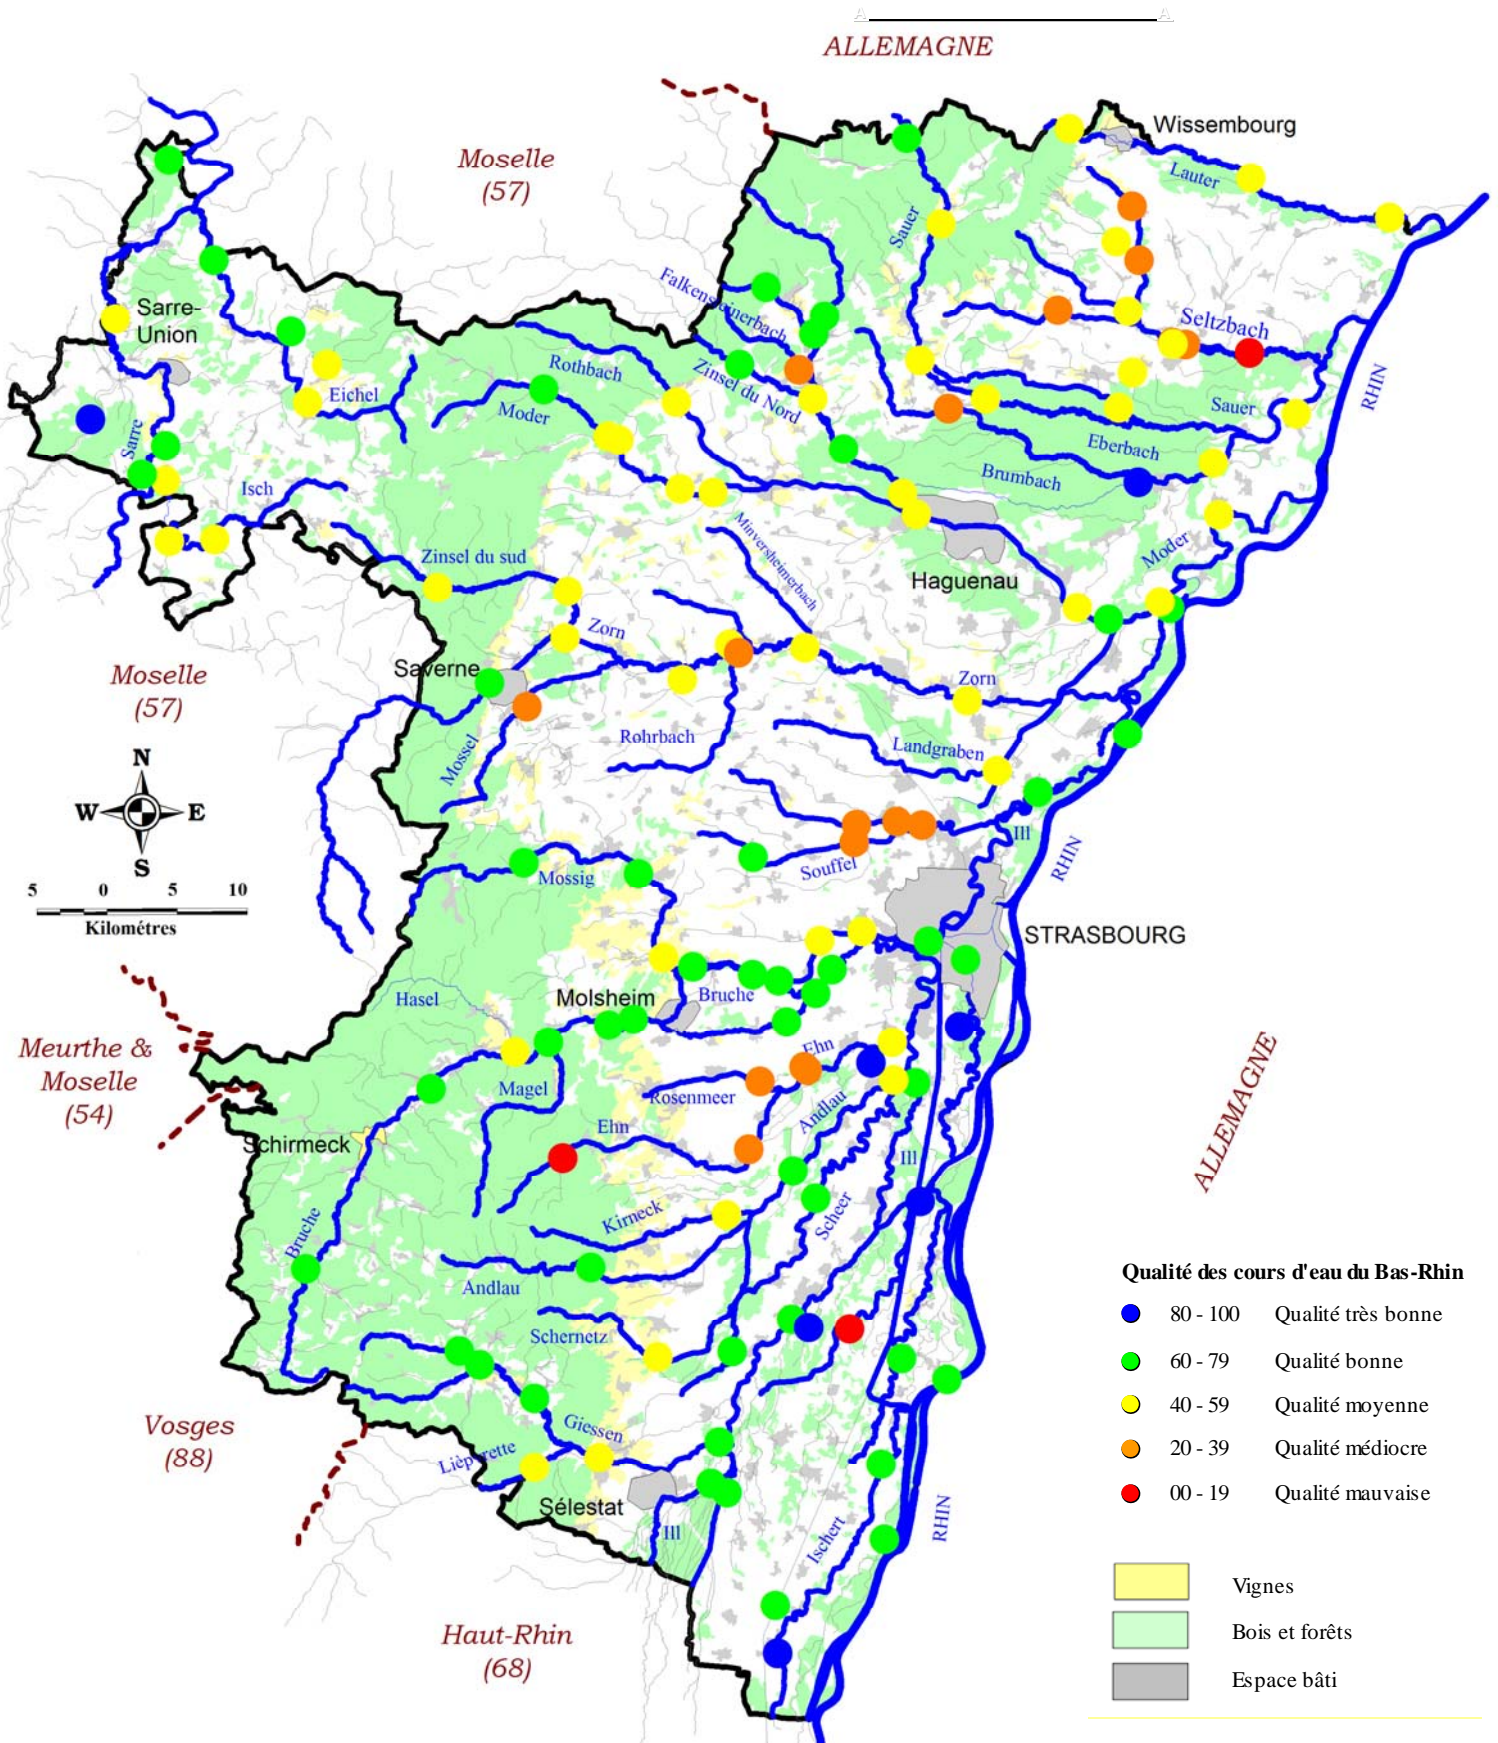 A A
ALLEMAGNE
Wissembourg
Moselle
(57)
Lauter
Sauer
Falkensteinerbach
Sarre-
Union
Seltzbach
Rothbach
Zinsel du Nord
RHIN
Eichel
Moder
Sauer
Sarre
Eberbach
Brumbach
Isch
Minversheimerbach
Moder
Zinsel du sud
Haguenau
Zorn
Saverne
Moselle
(57)
Zorn
Rohrbach
Landgraben
Mossel
N
W E
S
Ill
RHIN
Souffel
Mossig
5 0 5 10
Kilométres
STRASBOURG
Hasel
Molsheim
Bruche
Meurthe &
Moselle
(54)
Ehn
Magel
Rosenmeer
Andlau
ALLEMAGNE
Schirmeck
Ehn
Ill
Kirneck
Scheer
Bruche
Andlau
Schernetz
Qualité des cours d'eau du Bas-Rhin
80 - 100 Qualité très bonne
60 - 79 Qualité bonne
40 - 59 Qualité moyenne
20 - 39 Qualité médiocre
00 - 19 Qualité mauvaise
Vosges
(88)
Giessen
Lièpvrette
Sélestat
Ill
Ischert
RHIN
Haut-Rhin
(68)
Vignes
Bois et forêts
Espace bâti